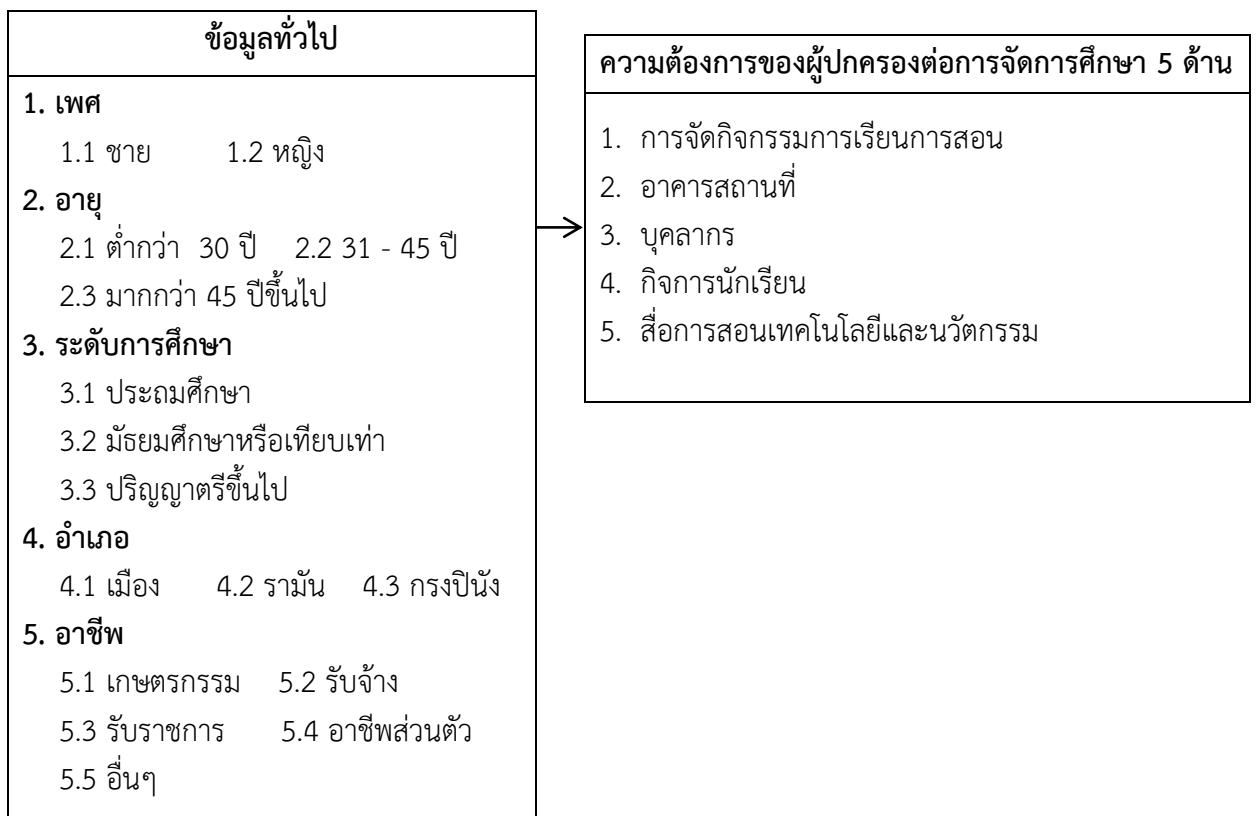 ข้อมูลทั่วไป
1. เพศ
1.1 ชาย 1.2 หญิง
2. อายุ
2.1 ต่ำกว่า 30 ปี 2.2 31 - 45 ปี
2.3 มากกว่า 45 ปีขึ้นไป
3. ระดับการศึกษา
3.1 ประถมศึกษา
3.2 มัธยมศึกษาหรือเทียบเท่า
3.3 ปริญญาตรีขึ้นไป
4. อำเภอ
4.1 เมือง 4.2 รามัน 4.3 กรงปินัง
5. อาชีพ
5.1 เกษตรกรรม 5.2 รับจ้าง
5.3 รับราชการ 5.4 อาชีพส่วนตัว
5.5 อื่นๆ
ความต้องการของผู้ปกครองต่อการจัดการศึกษา 5 ด้าน
1. การจัดกิจกรรมการเรียนการสอน
2. อาคารสถานที่
3. บุคลากร
4. กิจการนักเรียน
5. สื่อการสอนเทคโนโลยีและนวัตกรรม